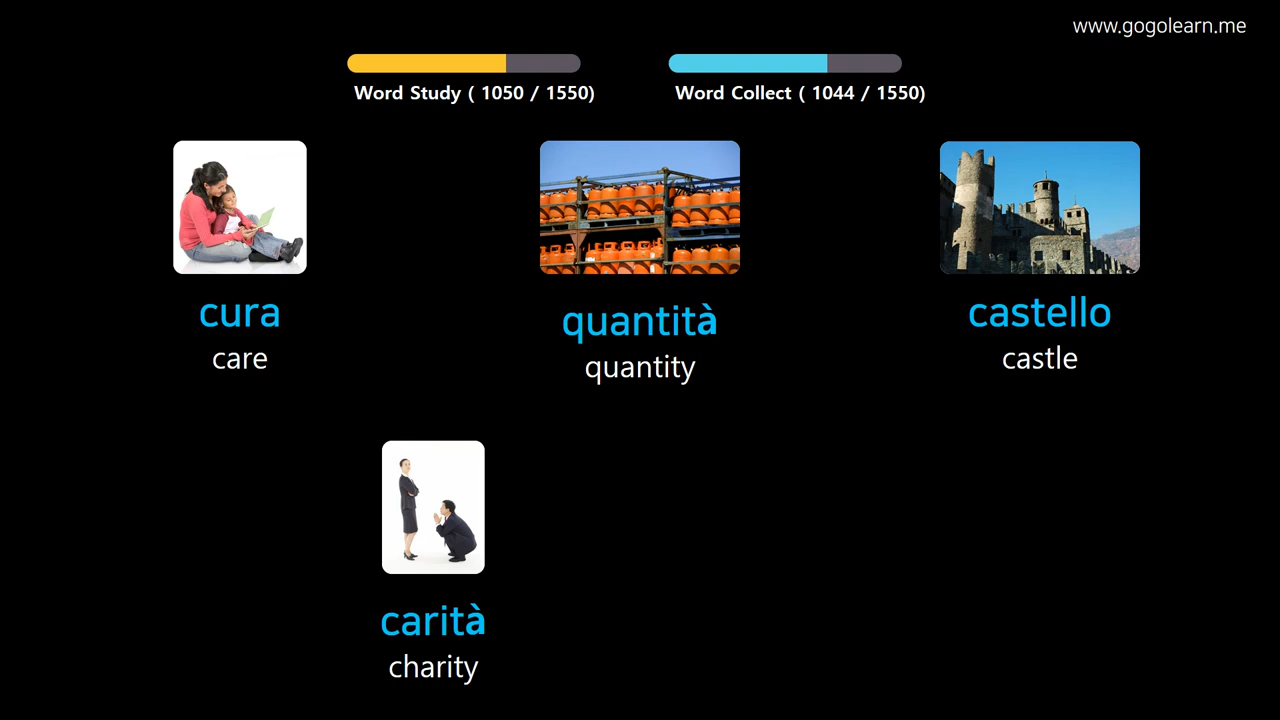 www.gogolearn.me
Word Study ( 1050 / 1550)
Word Collect ( 1044 / 1550)
cura
care
quantità
quantity
castello
castle
carità
charity